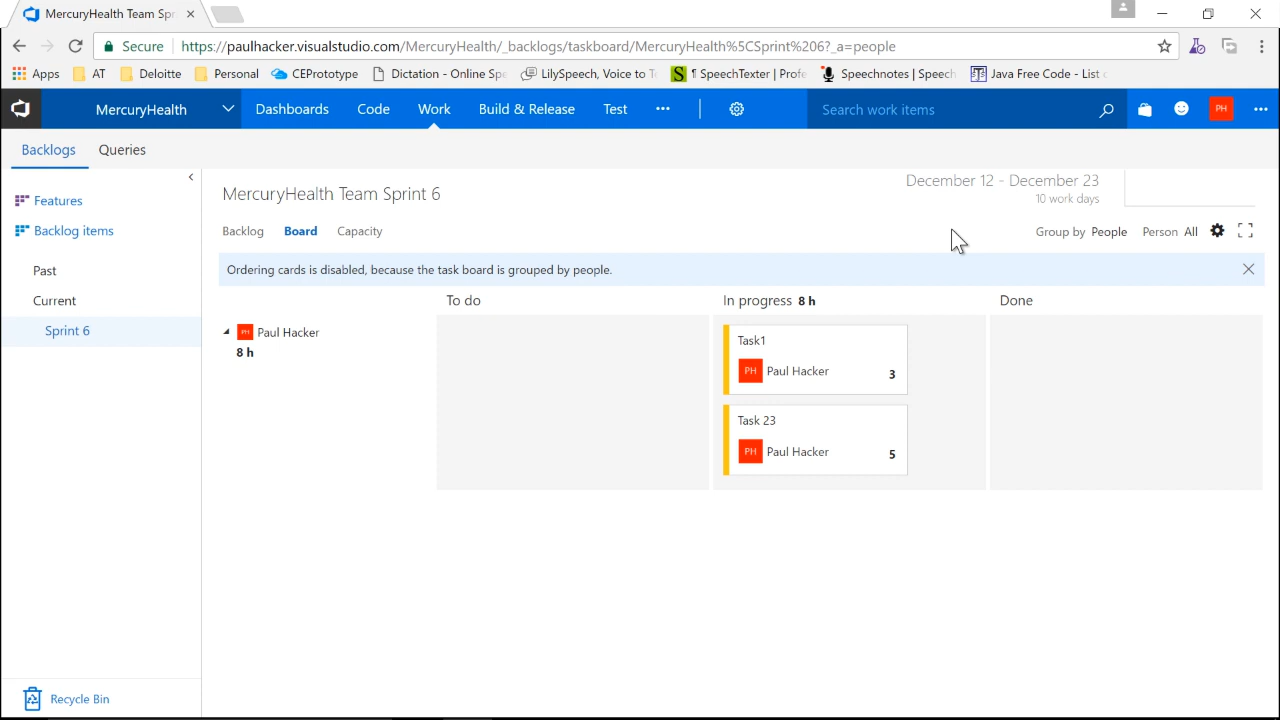 MercuryHealth Team Spr
Secure https://paulhacker.visualstudio.com/MercuryHealth/_backlogs/taskboard/MercuryHealth%5CSprint%206?_a=people
Apps AT Deloitte Personal CEPrototype Dictation - Online Spe LilySpeech, Voice to Te ¶ SpeechTexter | Profe Speechnotes | Speech Java Free Code - List
MercuryHealth Dashboards Code Work Build & Release Test ••• Search work items PH •••
Backlogs Queries
Features
Backlog items
Past
Current
Sprint 6
Recycle Bin
MercuryHealth Team Sprint 6
December 12 - December 23
10 work days
Backlog Board Capacity Group by People Person All
Ordering cards is disabled, because the task board is grouped by people.
To do In progress 8 h Done
PH Paul Hacker
8 h
Task1
PH Paul Hacker 3
Task 23
PH Paul Hacker 5